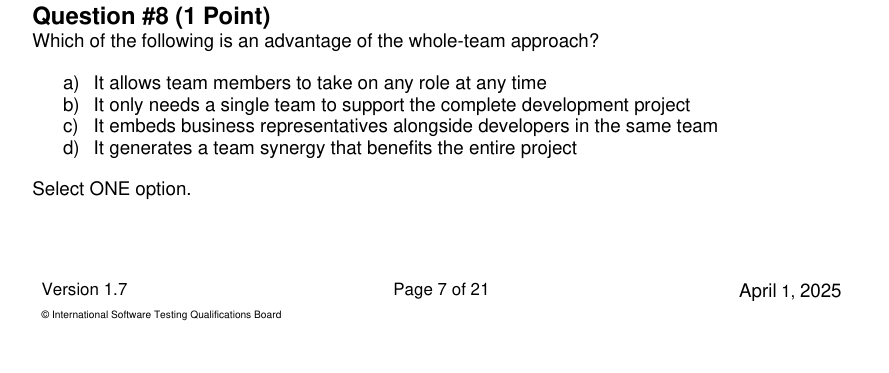 Question #8 (1 Point)
Which of the following is an advantage of the whole-team approach?
a) It allows team members to take on any role at any time
b) It only needs a single team to support the complete development project
c) It embeds business representatives alongside developers in the same team
d) It generates a team synergy that benefits the entire project
Select ONE option.
Version 1.7 Page 7 of 21 April 1, 2025
© International Software Testing Qualifications Board